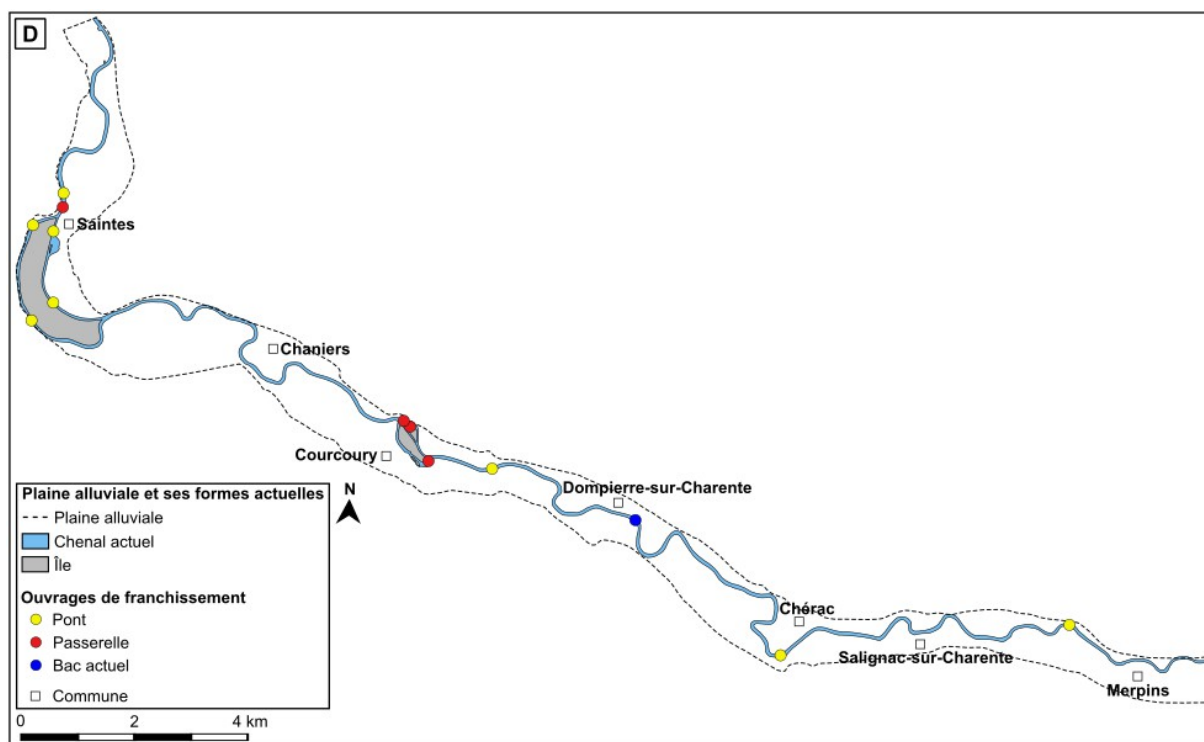 D
Saintes
Chaniers
Courcoury
N
Dompierre-sur-Charente
Chérac
Salignac-sur-Charente
Merpins
Plaine alluviale et ses formes actuelles
Plaine alluviale
Chenal actuel
Île
Ouvrages de franchissement
Pont
Passerelle
Bac actuel
Commune
0 2 4 km